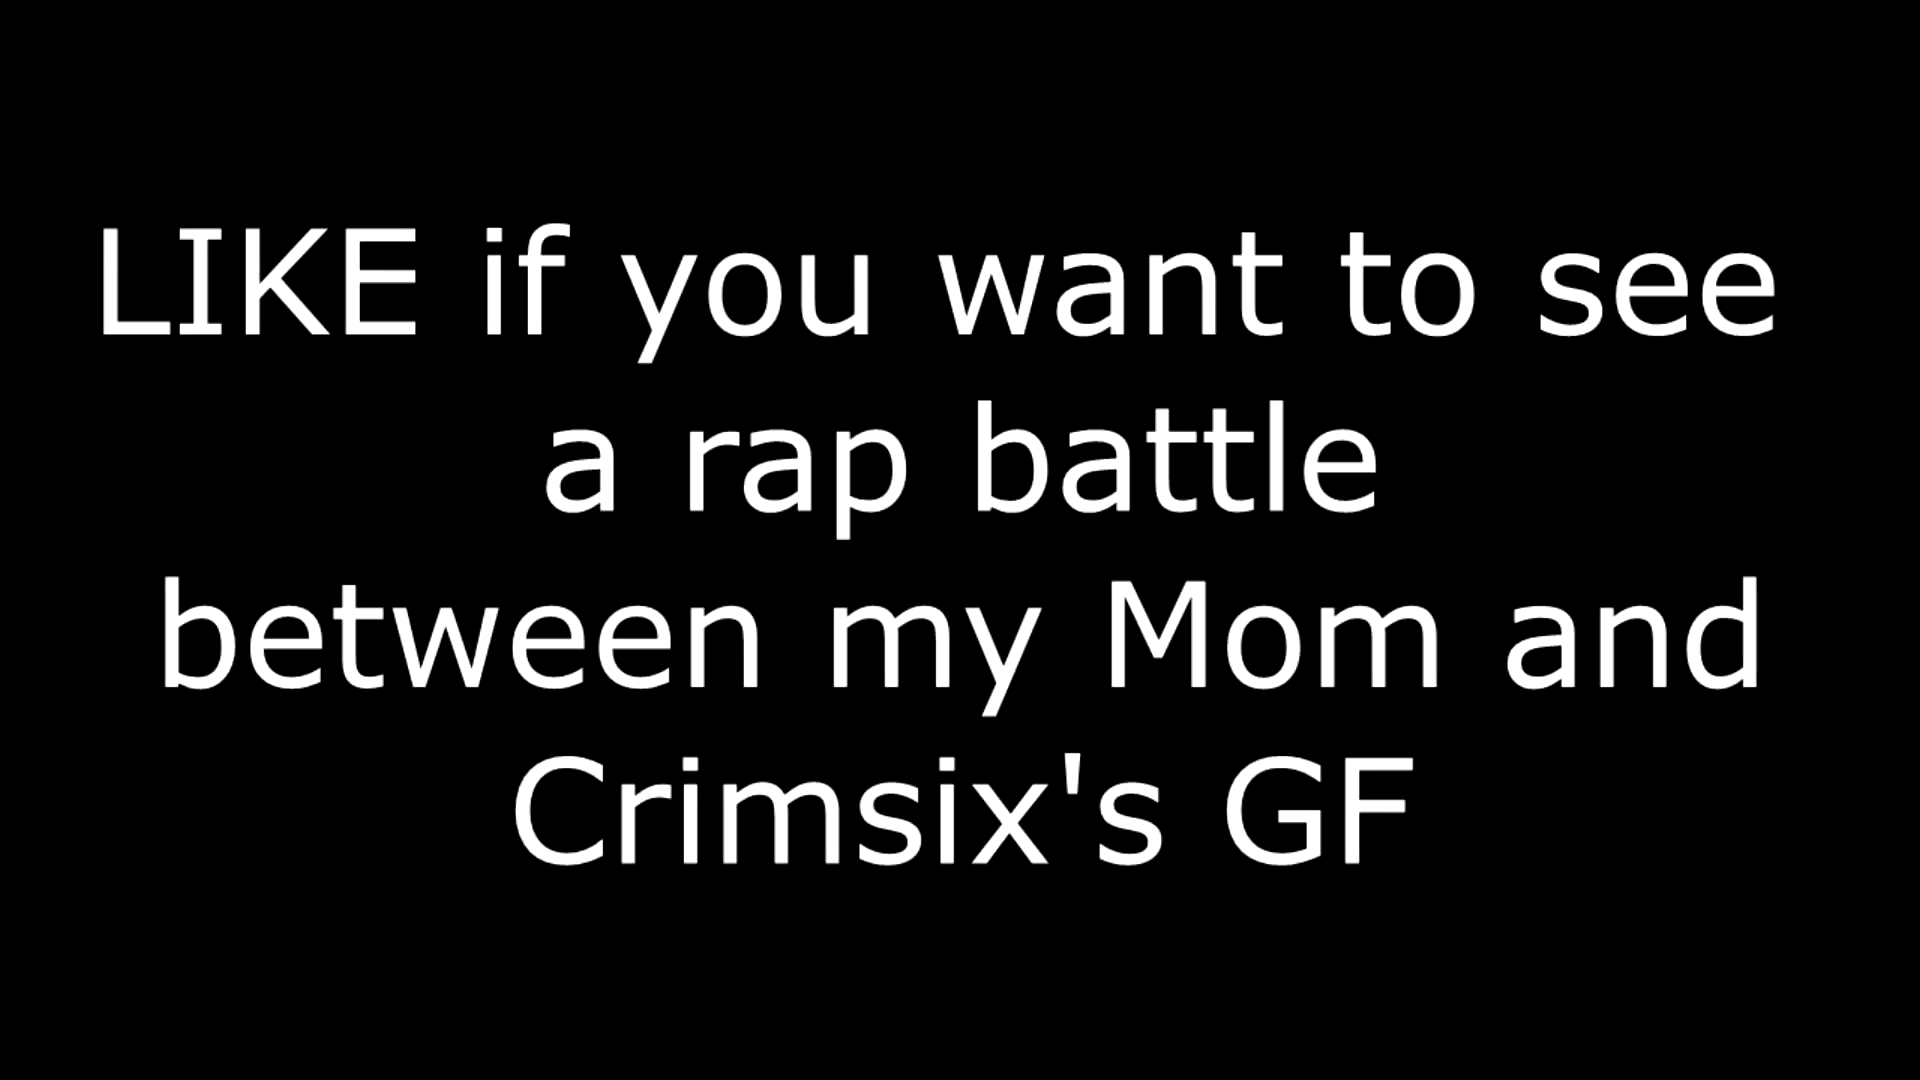 LIKE if you want to see
a rap battle
between my Mom and
Crimsix's GF